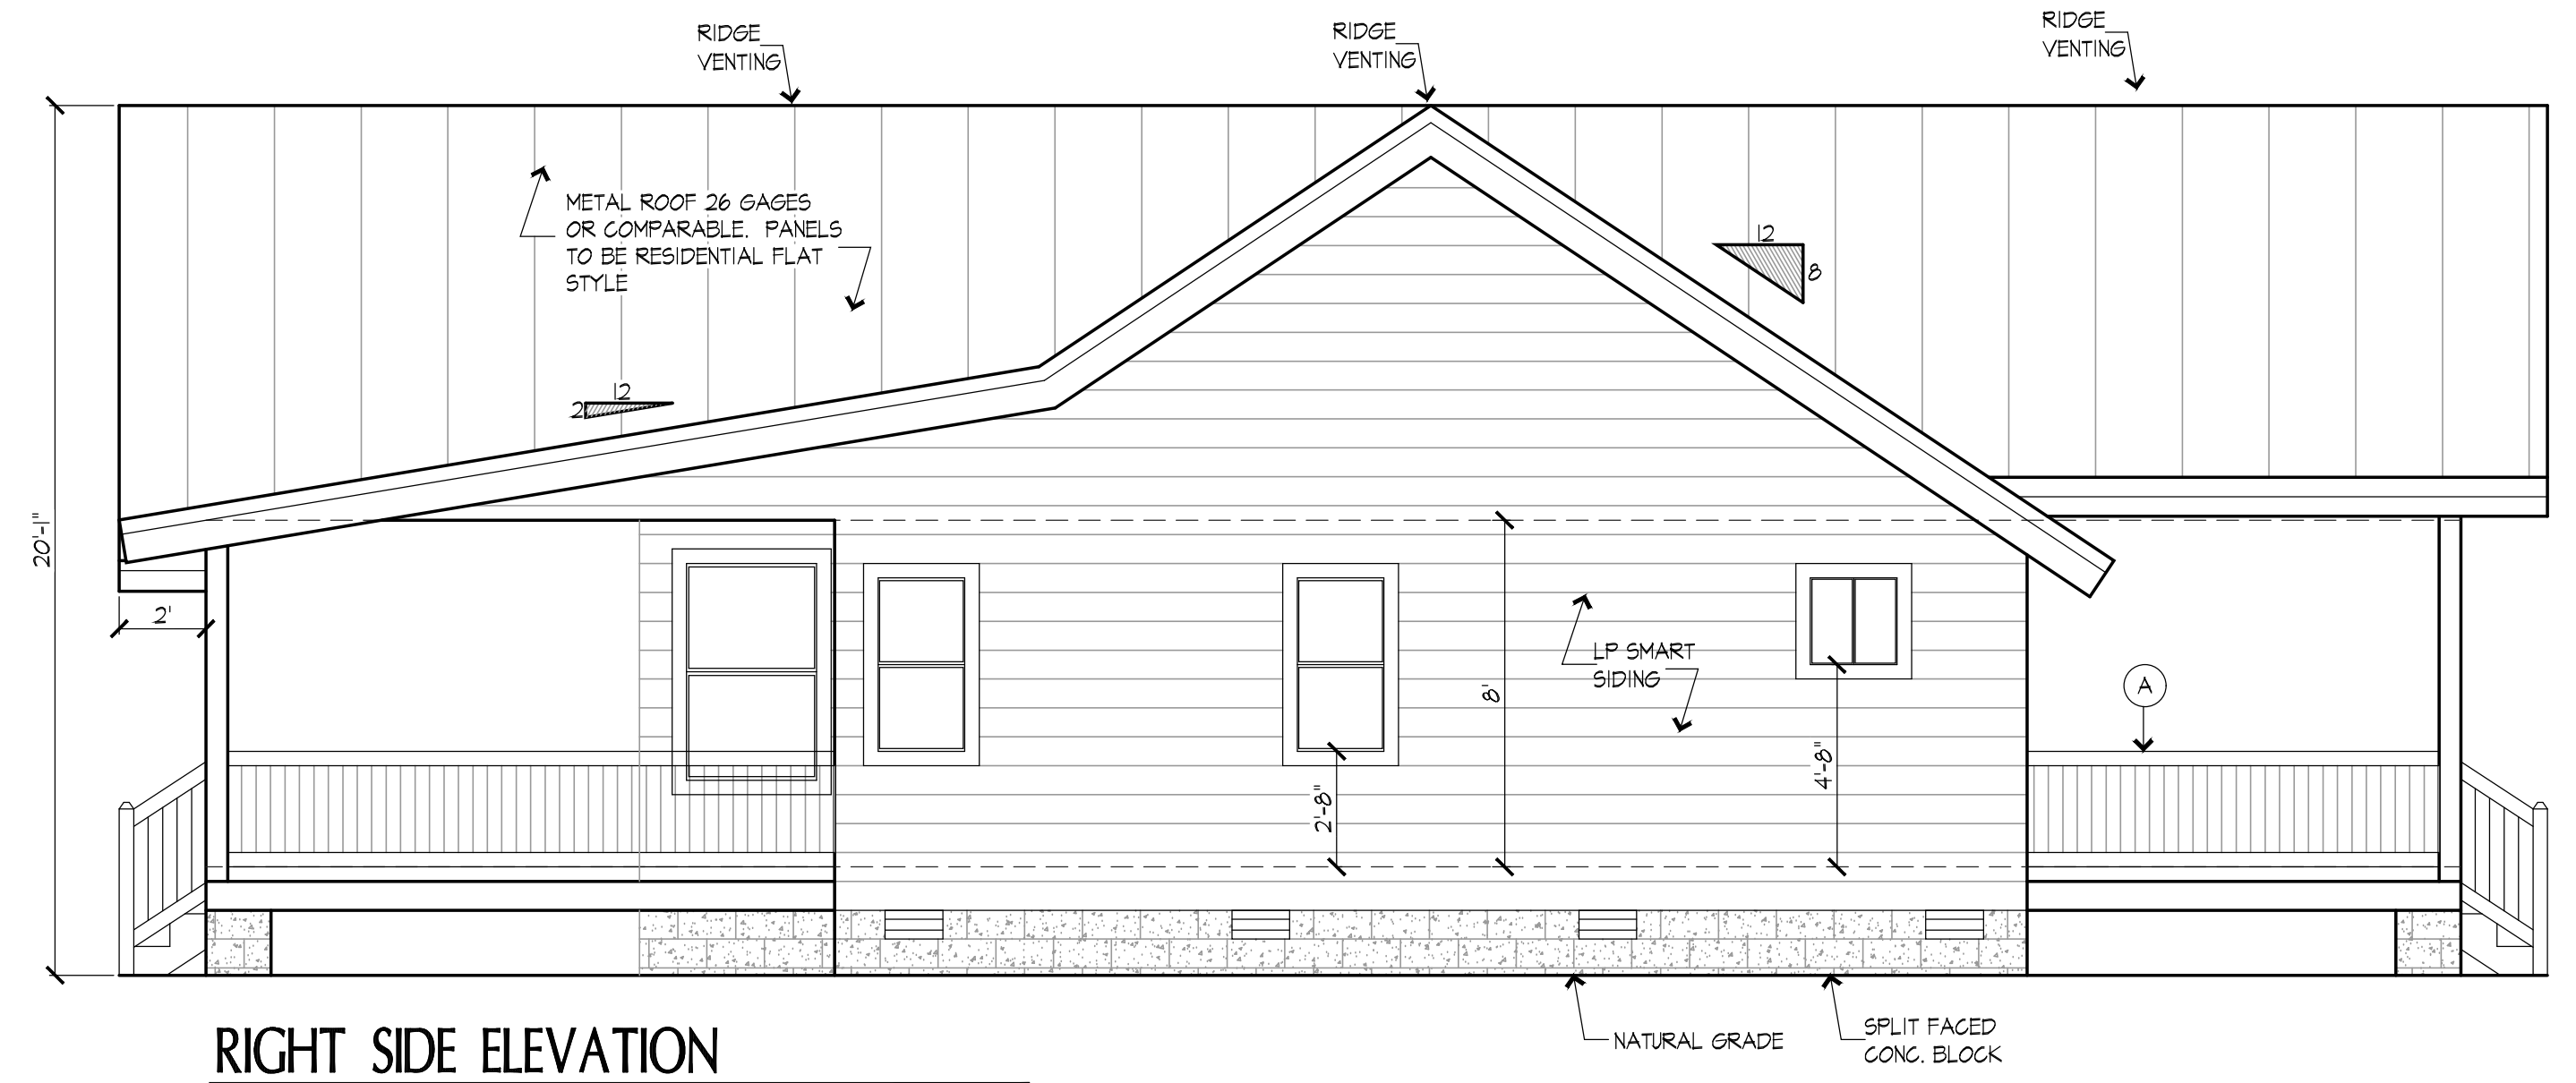 RIDGE
VENTING
RIDGE
VENTING
RIDGE
VENTING
METAL ROOF 26 GAGES
OR COMPARABLE. PANELS
TO BE RESIDENTIAL FLAT
STYLE
12
8
12
2
20'-1"
2'
LP SMART
SIDING
8'
A
4'-8"
2'-8"
NATURAL GRADE
SPLIT FACED
CONC. BLOCK
RIGHT SIDE ELEVATION